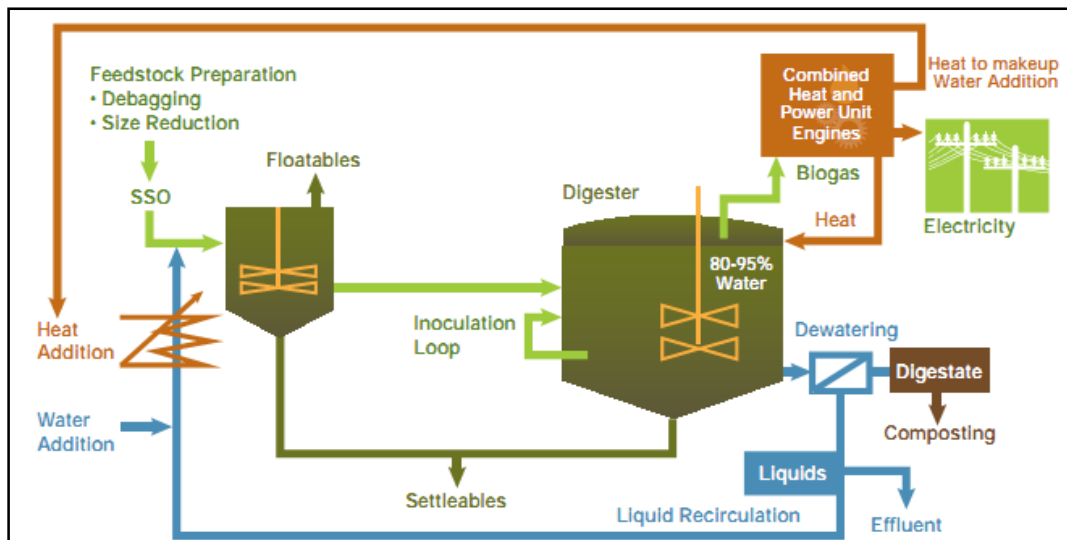 Feedstock Preparation
• Debagging
• Size Reduction
SSO
Floatables
Digester
Combined
Heat and
Power Unit
Engines
Heat to makeup
Water Addition
Biogas
Heat
Electricity
80-95%
Water
Inoculation
Loop
Heat
Addition
Water
Addition
Dewatering
Digestate
Composting
Settleables
Liquids
Liquid Recirculation
Effluent